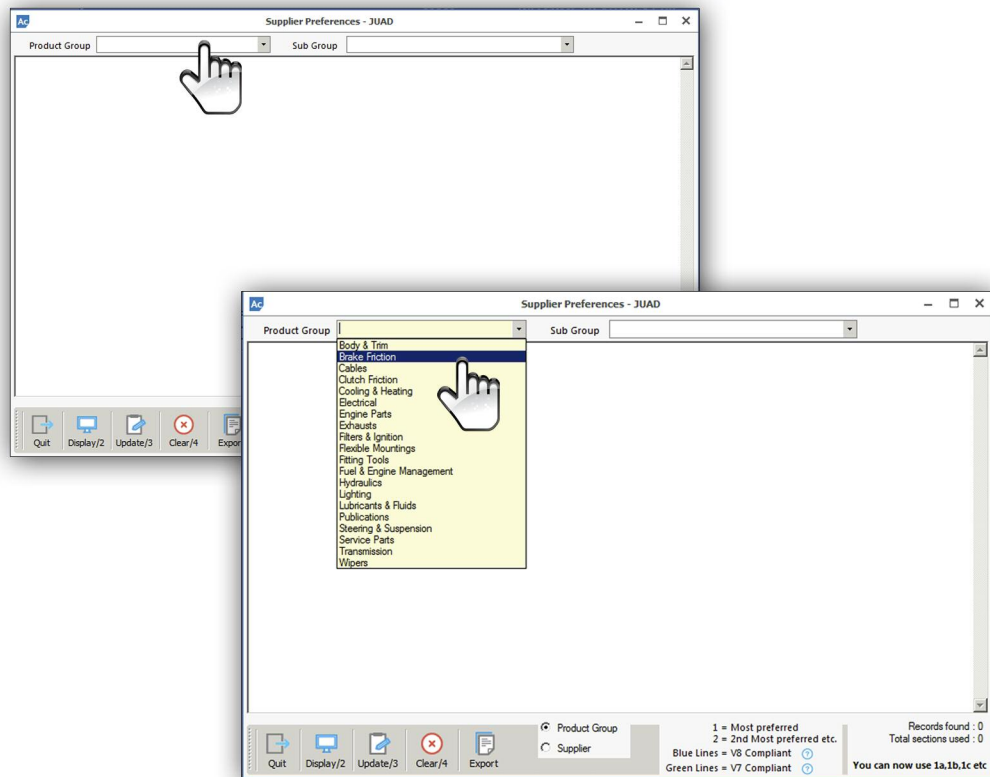 Ac
Supplier Preferences - JUAD
Product Group
Sub Group
Quit
Display/2
Update/3
Clear/4
Ac
Supplier Preferences - JUAD
Product Group
Sub Group
Body & Trim
Brake Friction
Cables
Clutch Friction
Cooling & Heating
Electrical
Engine Parts
Exhausts
Filters & Ignition
Flexible Mountings
Fitting Tools
Fuel & Engine Management
Hydraulics
Lighting
Lubricants & Fluids
Publications
Steering & Suspension
Service Parts
Transmission
Wipers
Quit
Display/2
Update/3
Clear/4
Export
Product Group
Supplier
1 = Most preferred
2 = 2nd Most preferred etc.
Blue Lines = V8 Compliant ?
Green Lines = V7 Compliant ?
Records found : 0
Total sections used : 0
You can now use 1a,1b,1c etc